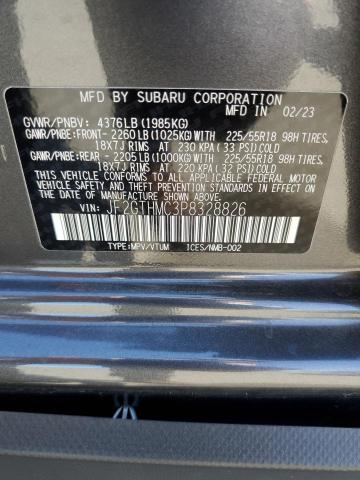 MFD BY SUBARU CORPORATION
GVWR/PNBV: 4376LB(1985KG) MFD IN 02/23
GAWR/PNBE:FRONT- 2260LB(1025KG)WITH 225/55R18 98H TIRES,
18X7J RIMS AT 230 KPA( 33 PSI)COLD
GAWR/PNBE:REAR - 2205LB(1000KG)WITH 225/55R18 98H TIRES,
18X7J RIMS AT 220 KPA( 32 PSI)COLD
THIS VEHICLE CONFORMS TO ALL APPLICABLE FEDERAL
MOTOR VEHICLE SAFETY, BUMPER, AND THEFT PREVENTION
STANDARDS IN EFFECT ON THE DATE OF MANUFACTURE
SHOWN ABOVE.
VIN: JF2GTHMC3P8328826
TYPE:MPV/VTUM ICES/NMB-002